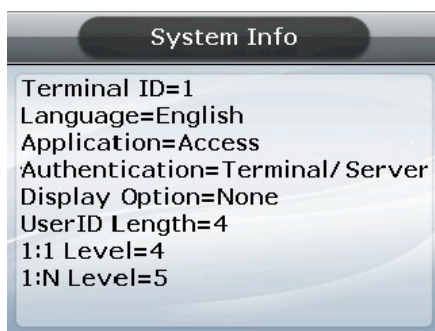 System Info
Terminal ID=1
Language=English
Application=Access
Authentication=Terminal/Server
Display Option=None
UserID Length=4
1:1 Level=4
1:N Level=5